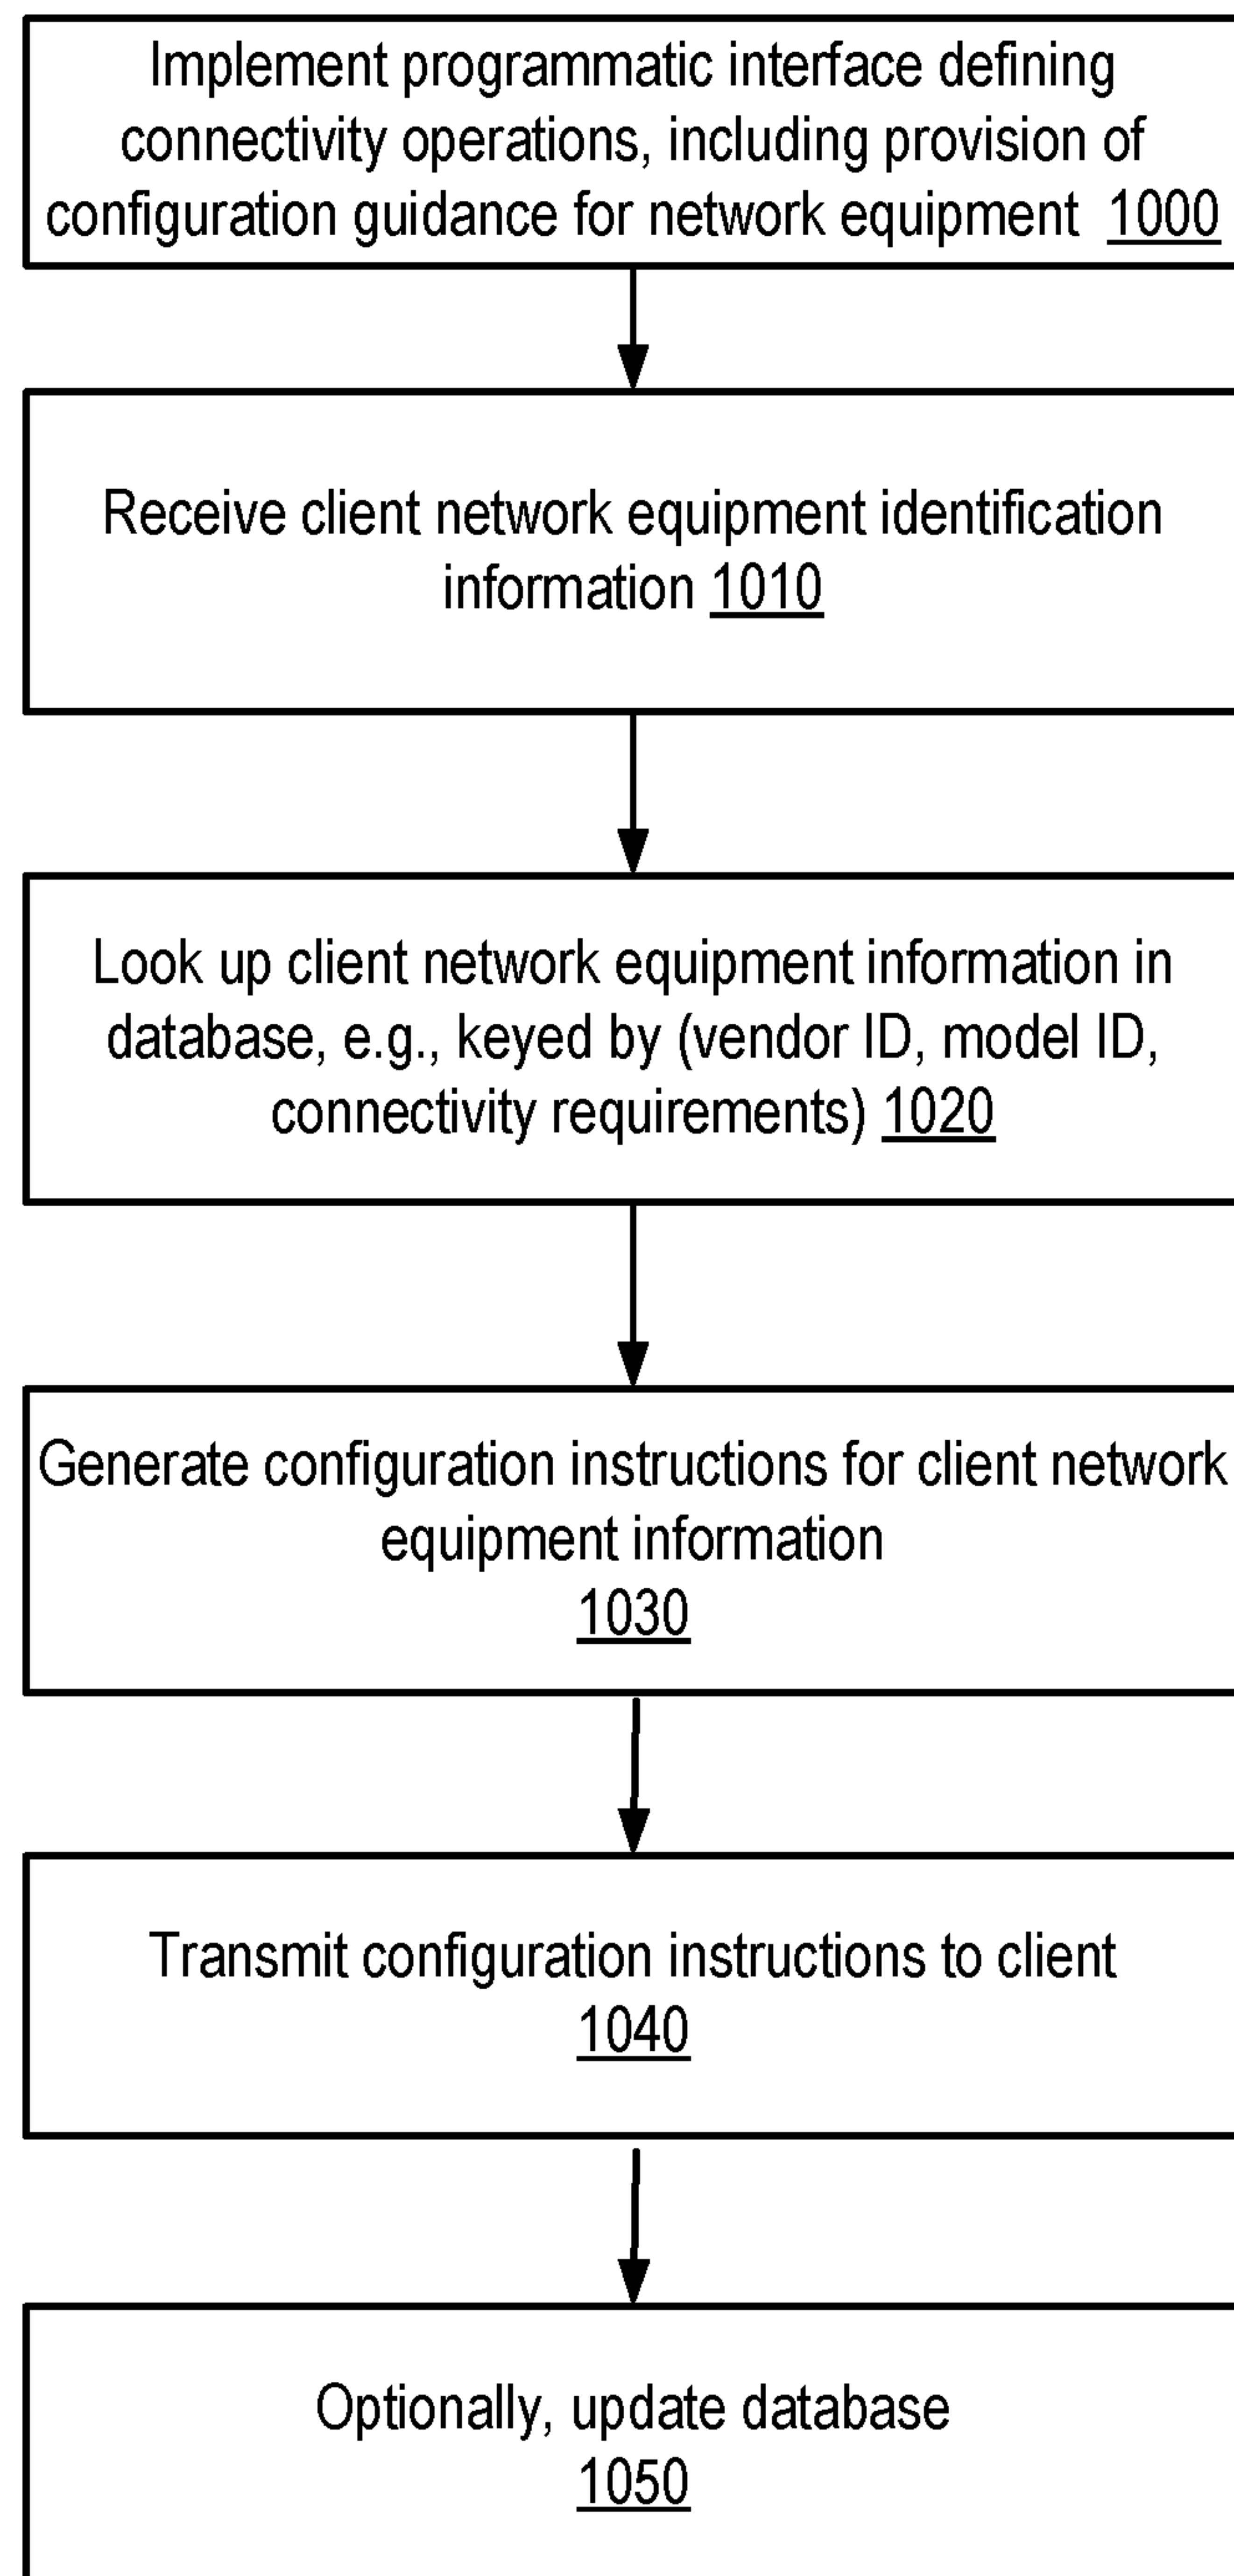 Implement programmatic interface defining
connectivity operations, including provision of
configuration guidance for network equipment 1000
Receive client network equipment identification
information 1010
Look up client network equipment information in
database, e.g., keyed by (vendor ID, model ID,
connectivity requirements) 1020
Generate configuration instructions for client network
equipment information
1030
Transmit configuration instructions to client
1040
Optionally, update database
1050